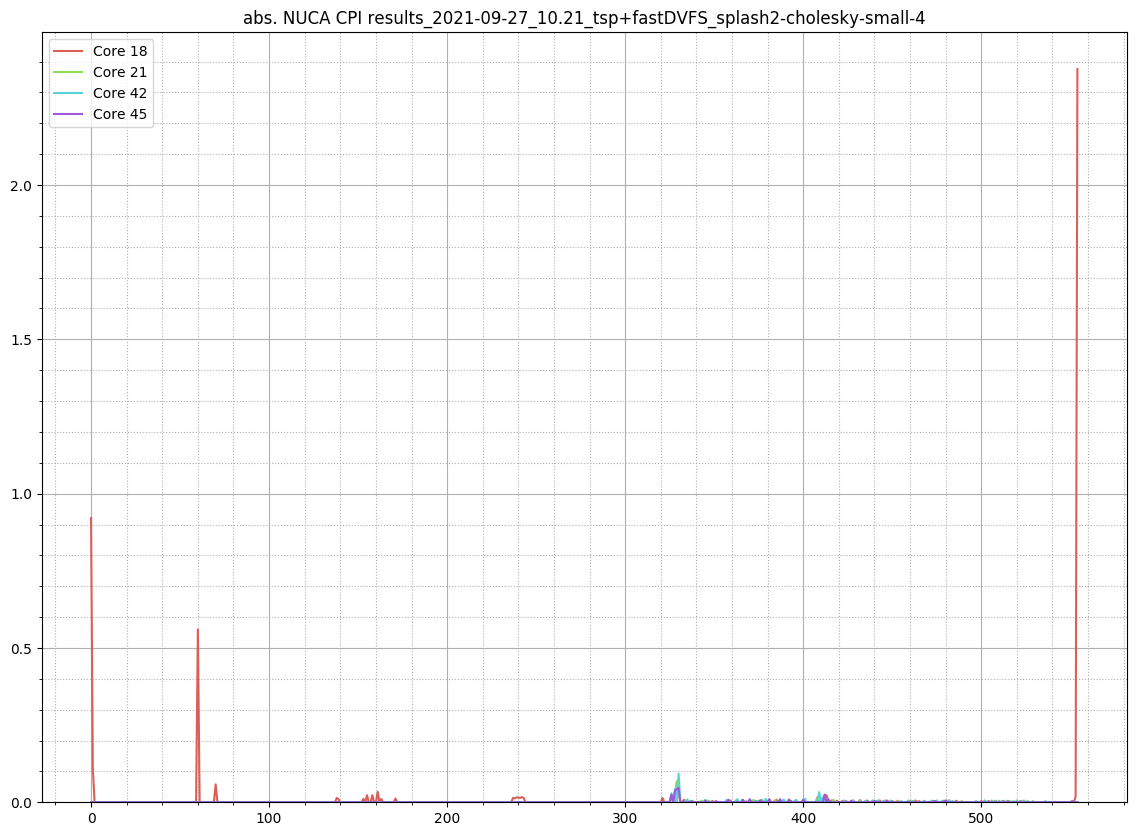 abs. NUCA CPI results_2021-09-27_10.21_tsp+fastDVFS_splash2-cholesky-small-4
Core 18
Core 21
Core 42
Core 45
2.0
1.5
1.0
0.5
0.0
0 100 200 300 400 500